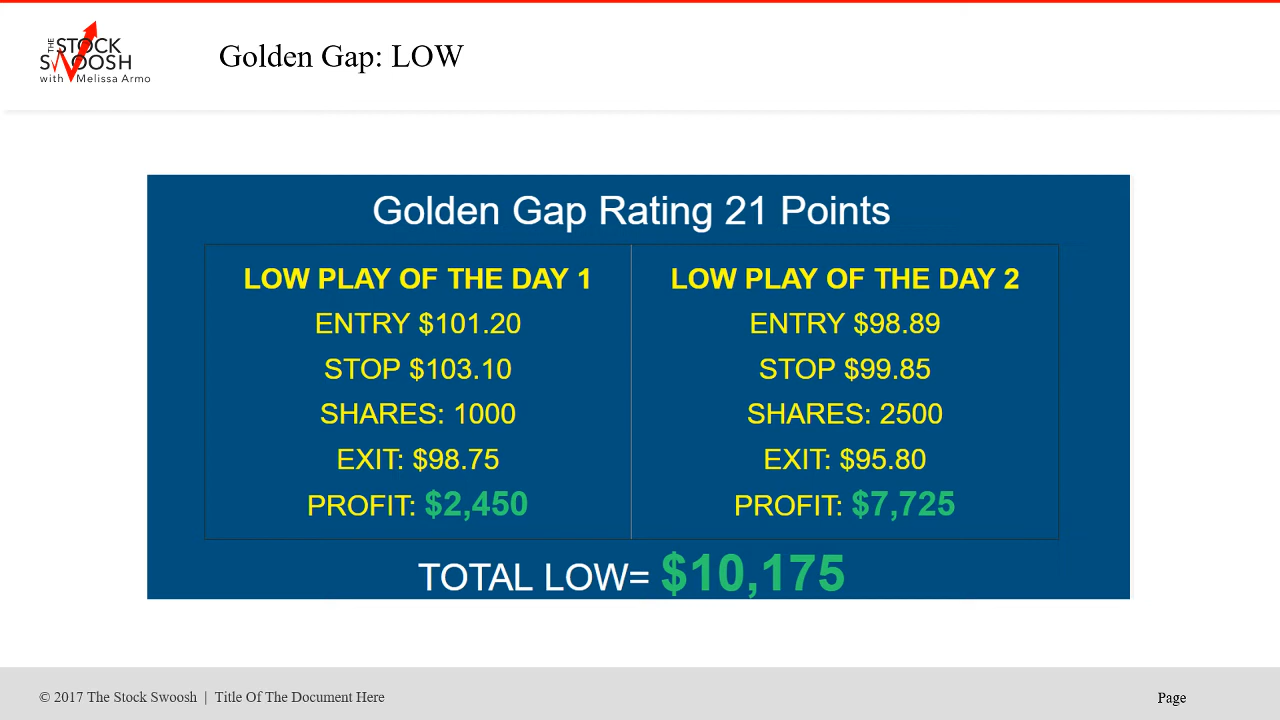 THE STOCK
SWOOSH
with Melissa Armo
Golden Gap: LOW
Golden Gap Rating 21 Points
LOW PLAY OF THE DAY 1
ENTRY $101.20
STOP $103.10
SHARES: 1000
EXIT: $98.75
PROFIT: $2,450
LOW PLAY OF THE DAY 2
ENTRY $98.89
STOP $99.85
SHARES: 2500
EXIT: $95.80
PROFIT: $7,725
TOTAL LOW= $10,175
© 2017 The Stock Swoosh | Title Of The Document Here
Page